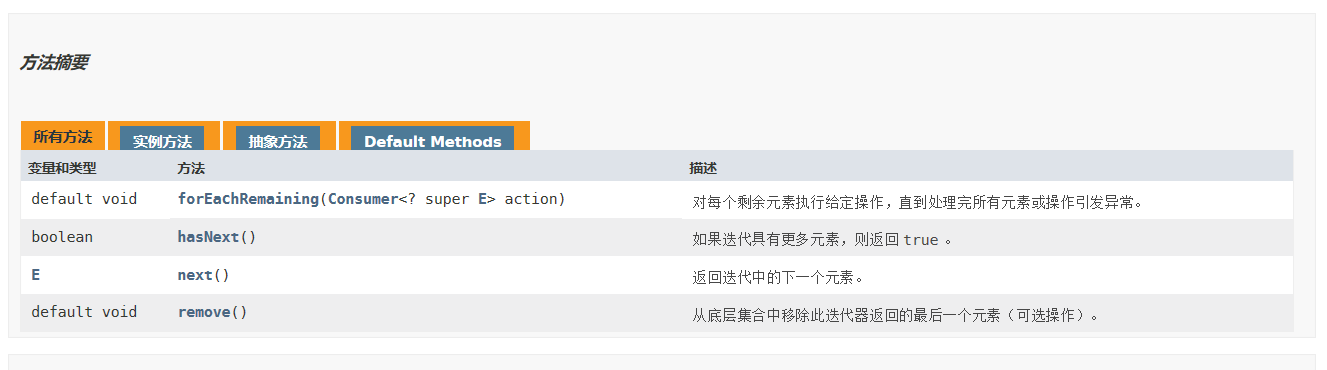 方法摘要
所有方法 实例方法 抽象方法 Default Methods
变量和类型 方法 描述
default void forEachRemaining(Consumer<? super E> action) 对每个剩余元素执行给定操作，直到处理完所有元素或操作引发异常。
boolean hasNext() 如果迭代具有更多元素，则返回 true 。
E next() 返回迭代中的下一个元素。
default void remove() 从底层集合中移除此迭代器返回的最后一个元素（可选操作）。